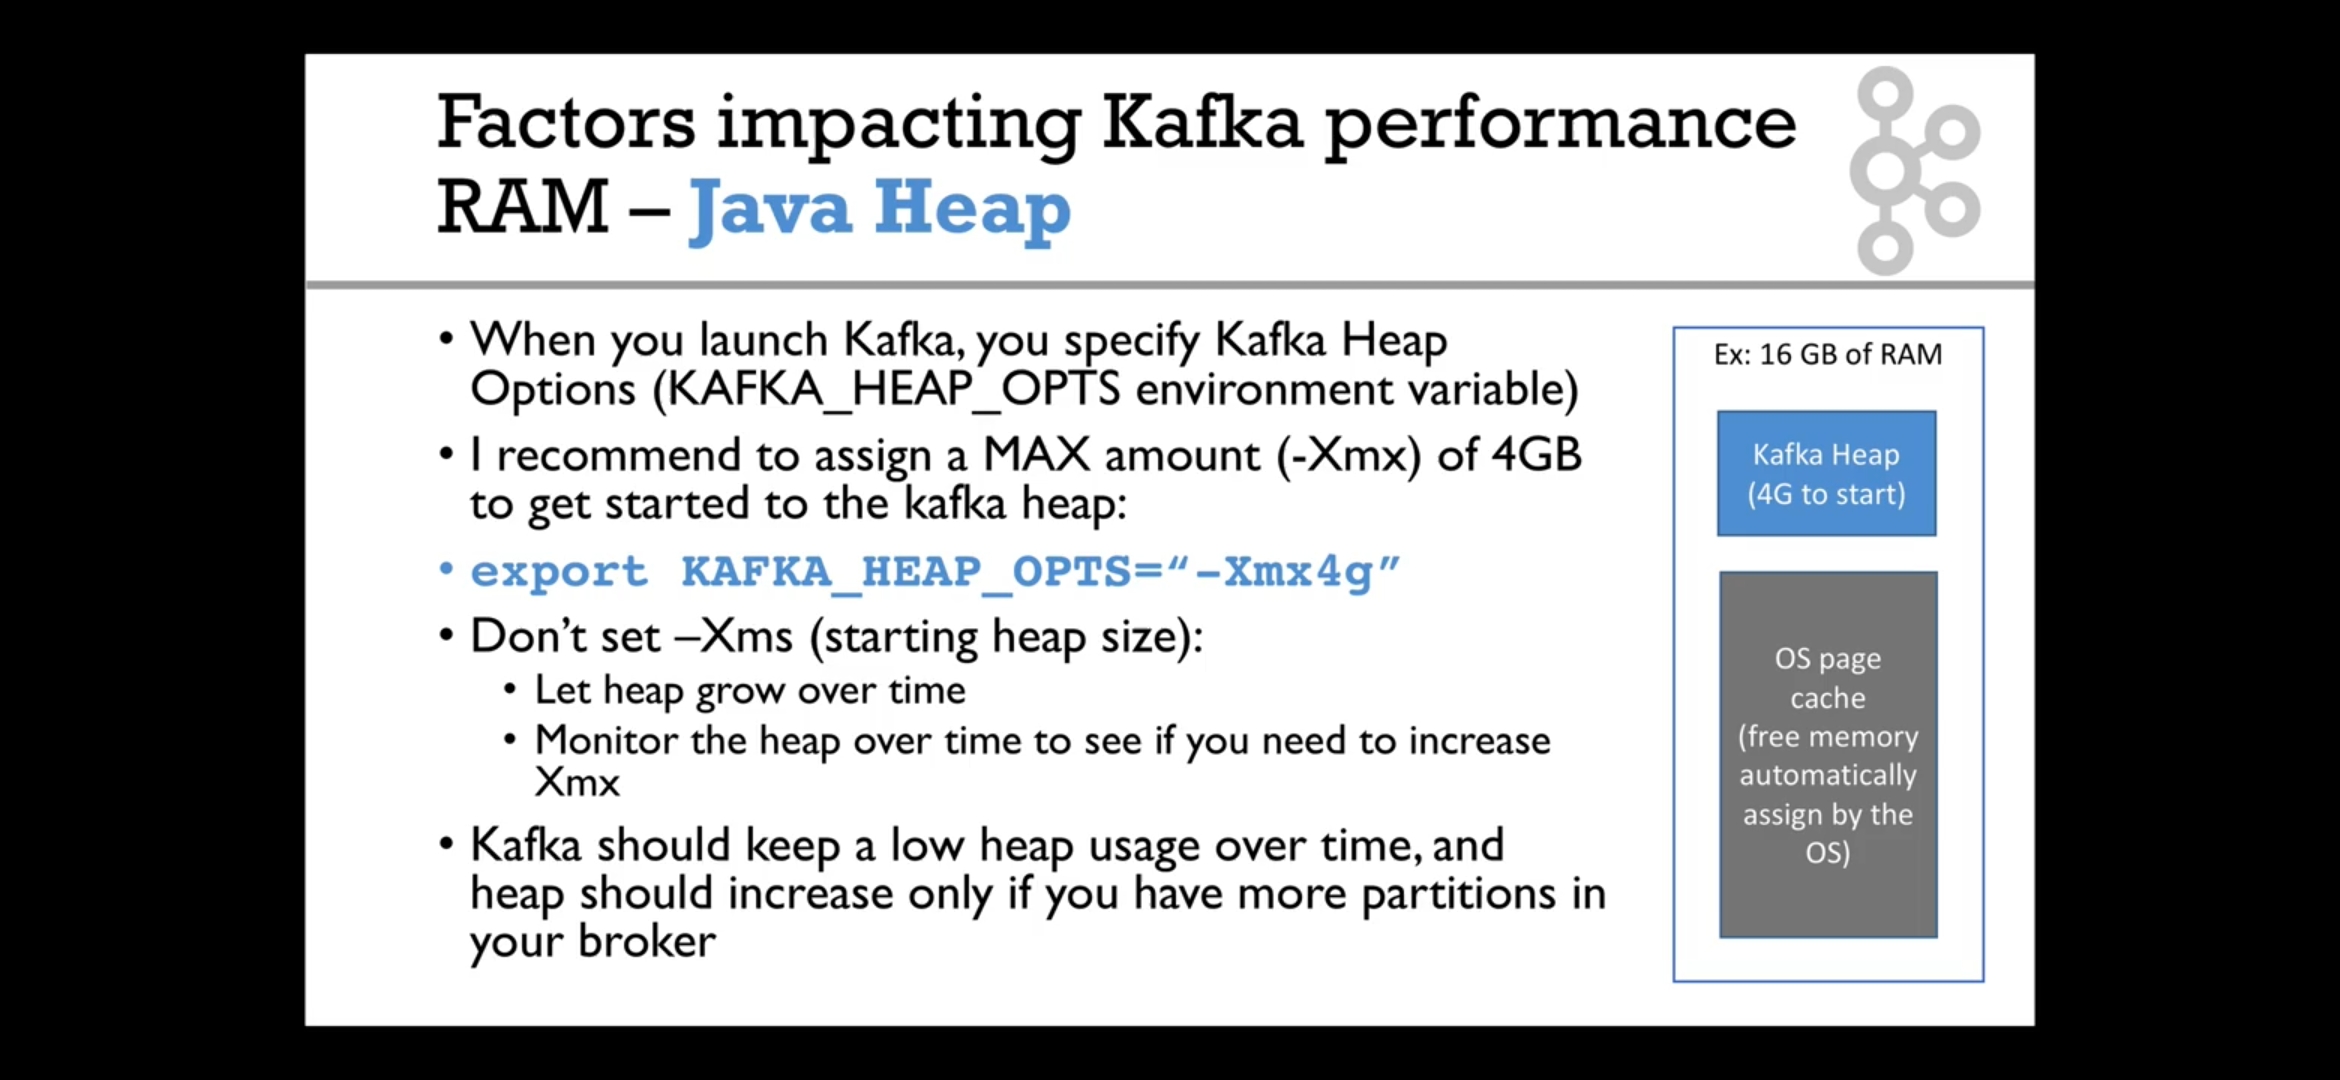 Factors impacting Kafka performance
RAM – Java Heap
• When you launch Kafka, you specify Kafka Heap
Options (KAFKA_HEAP_OPTS environment variable)
• I recommend to assign a MAX amount (-Xmx) of 4GB
to get started to the kafka heap:
• export KAFKA_HEAP_OPTS=“-Xmx4g”
• Don’t set –Xms (starting heap size):
• Let heap grow over time
• Monitor the heap over time to see if you need to increase
Xmx
• Kafka should keep a low heap usage over time, and
heap should increase only if you have more partitions in
your broker
Ex: 16 GB of RAM
Kafka Heap
(4G to start)
OS page
cache
(free memory
automatically
assign by the
OS)